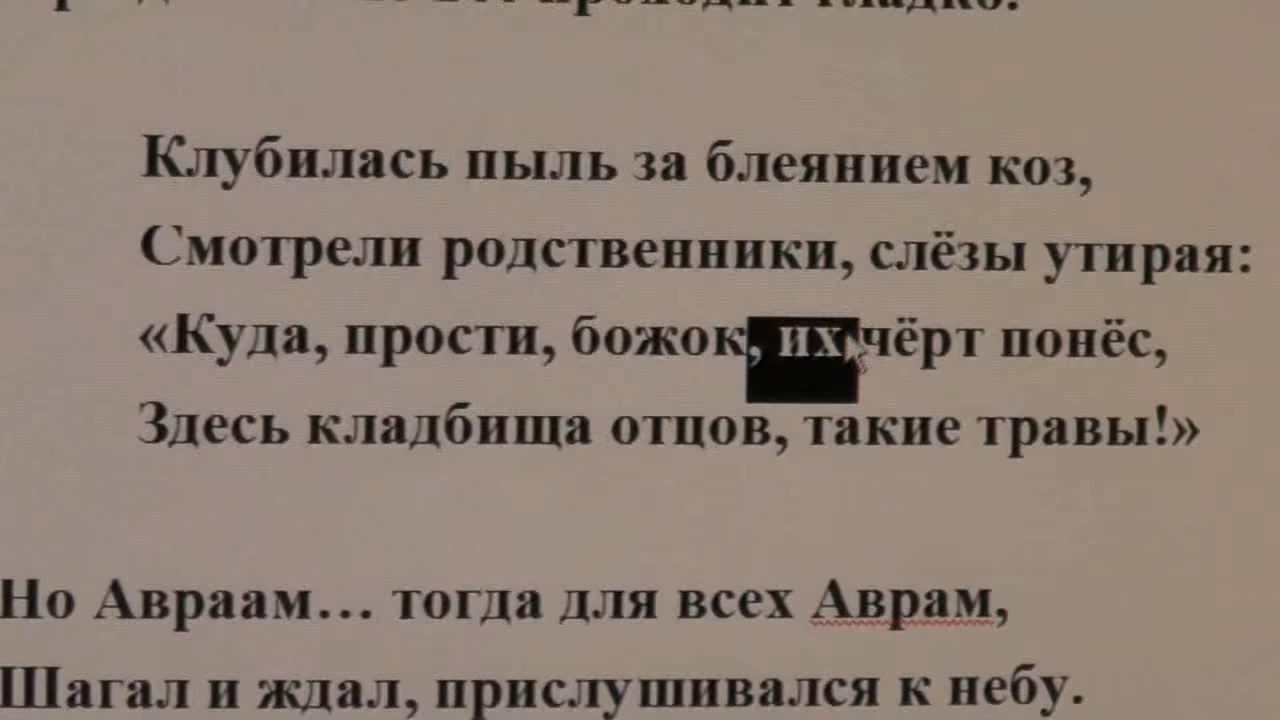 Клубилась пыль за блеянием коз,
Смотрели родственники, слёзы утирая:
«Куда, прости, божок, их чёрт понёс,
Здесь кладбища отцов, такие травы!»
Но Авраам... тогда для всех Аврам,
Шагал и ждал, прислушивался к небу.